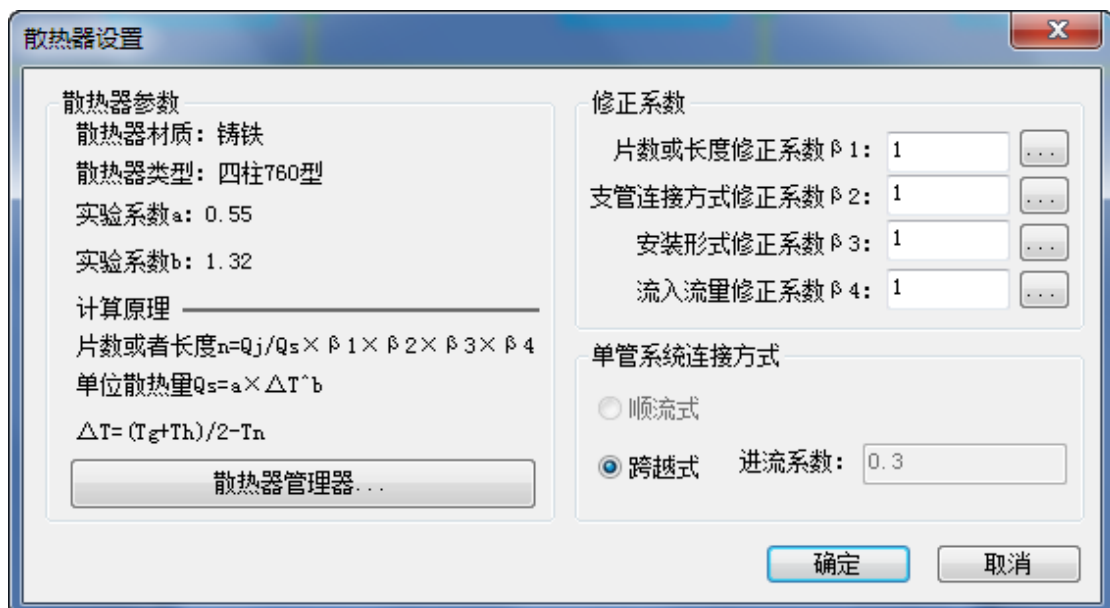 散热器设置
散热器参数
散热器材质：铸铁
散热器类型：四柱760型
实验系数a：0.55
实验系数b：1.32
计算原理
片数或者长度n=Qj/Qs×β1×β2×β3×β4
单位散热量Qs=a×△T^b
△T=(Tg+Th)/2-Tn
散热器管理器...
修正系数
片数或长度修正系数β1：1 ...
支管连接方式修正系数β2：1 ...
安装形式修正系数β3：1 ...
流入流量修正系数β4：1 ...
单管系统连接方式
顺流式
跨越式 进流系数：0.3
确定 取消